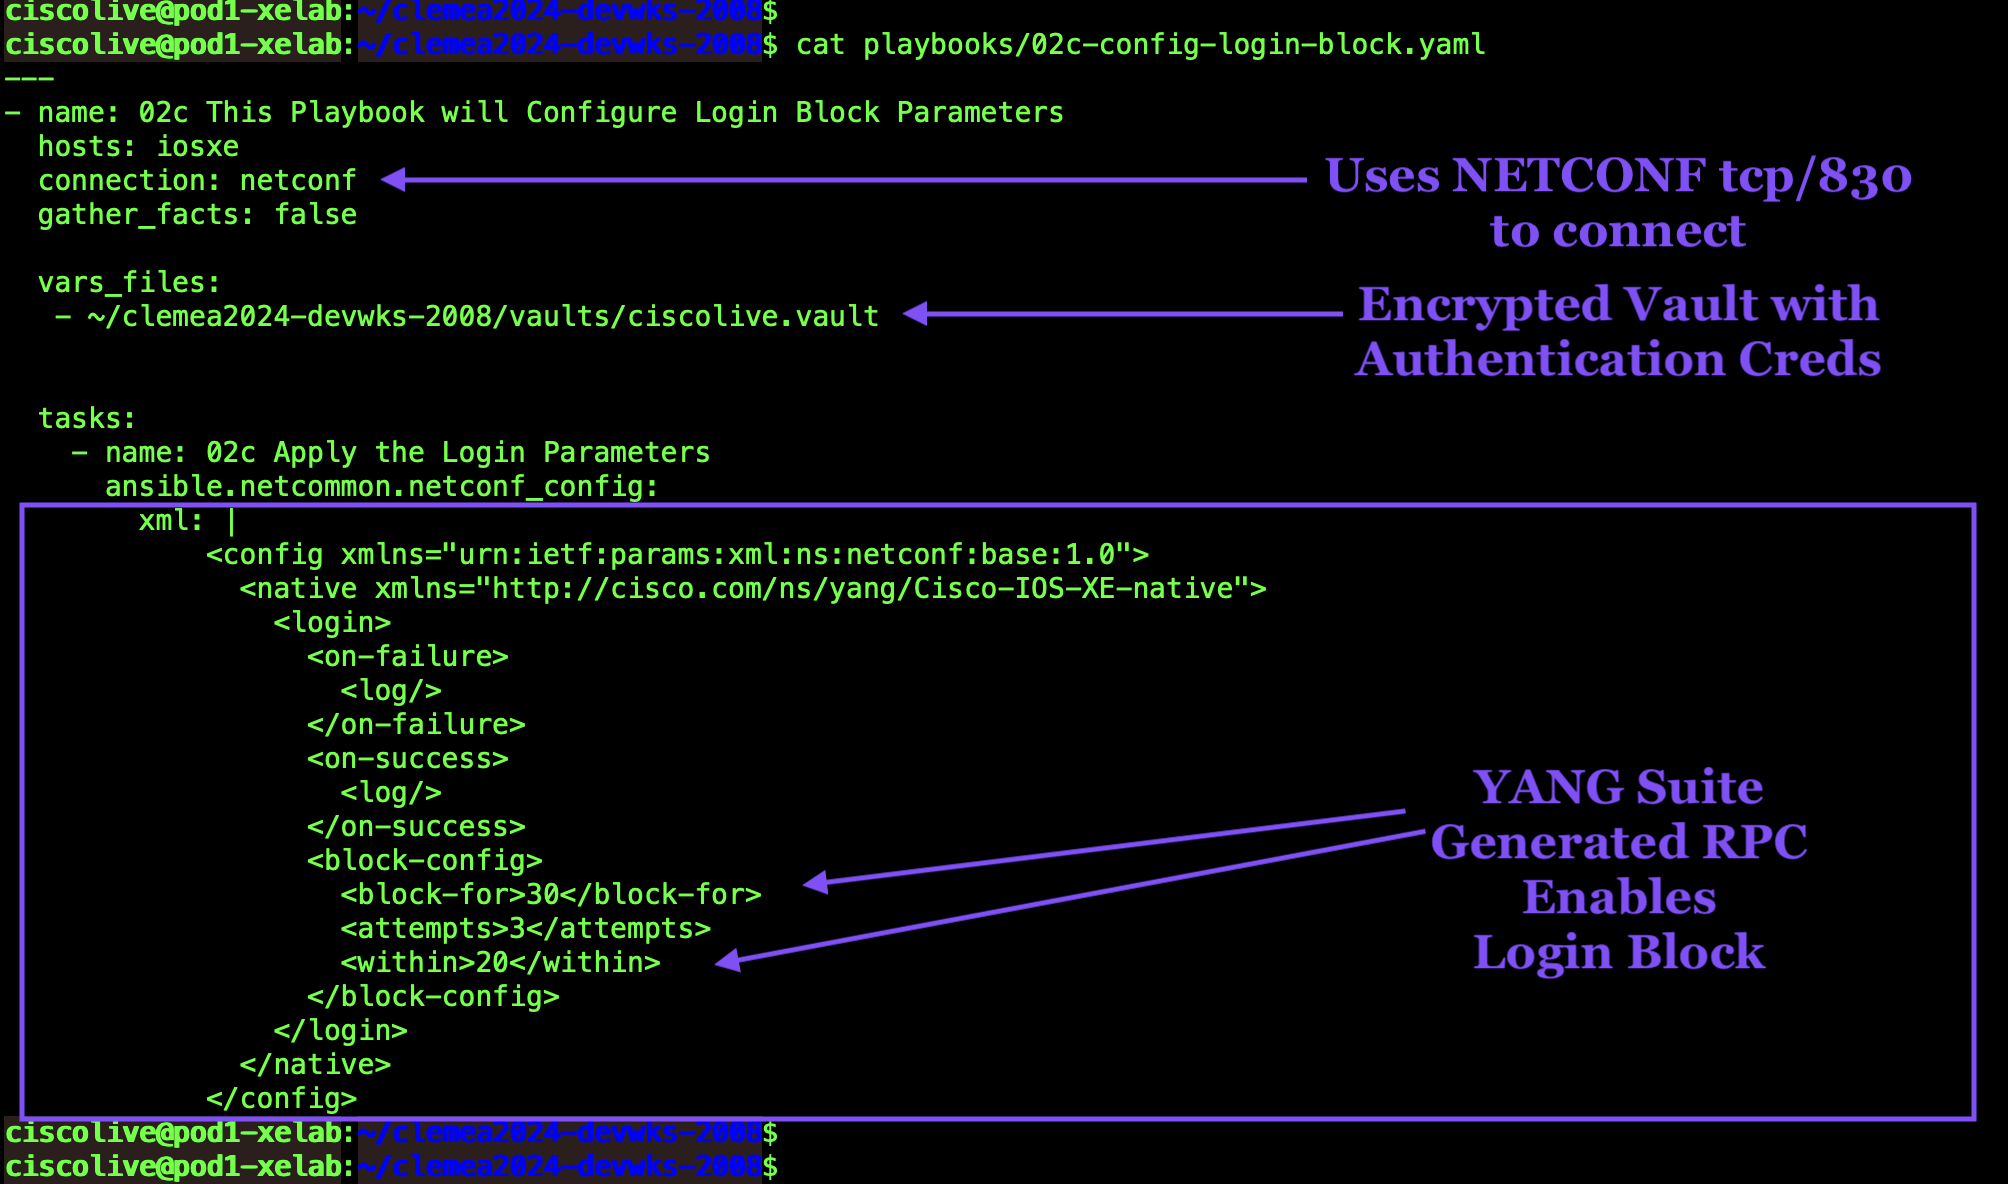 ciscolive@pod1-xelab:~/clemea2024-devwks-2008$
ciscolive@pod1-xelab:~/clemea2024-devwks-2008$ cat playbooks/02c-config-login-block.yaml
---
- name: 02c This Playbook will Configure Login Block Parameters
  hosts: iosxe
  connection: netconf
  gather_facts: false
Uses NETCONF tcp/830
to connect
  vars_files:
   - ~/clemea2024-devwks-2008/vaults/ciscolive.vault
Encrypted Vault with
Authentication Creds
  tasks:
    - name: 02c Apply the Login Parameters
      ansible.netcommon.netconf_config:
        xml: |
            <config xmlns="urn:ietf:params:xml:ns:netconf:base:1.0">
              <native xmlns="http://cisco.com/ns/yang/Cisco-IOS-XE-native">
                <login>
                  <on-failure>
                    <log/>
                  </on-failure>
                  <on-success>
                    <log/>
                  </on-success>
                  <block-config>
                    <block-for>30</block-for>
                    <attempts>3</attempts>
                    <within>20</within>
                  </block-config>
                </login>
              </native>
            </config>
YANG Suite
Generated RPC
Enables
Login Block
ciscolive@pod1-xelab:~/clemea2024-devwks-2008$
ciscolive@pod1-xelab:~/clemea2024-devwks-2008$